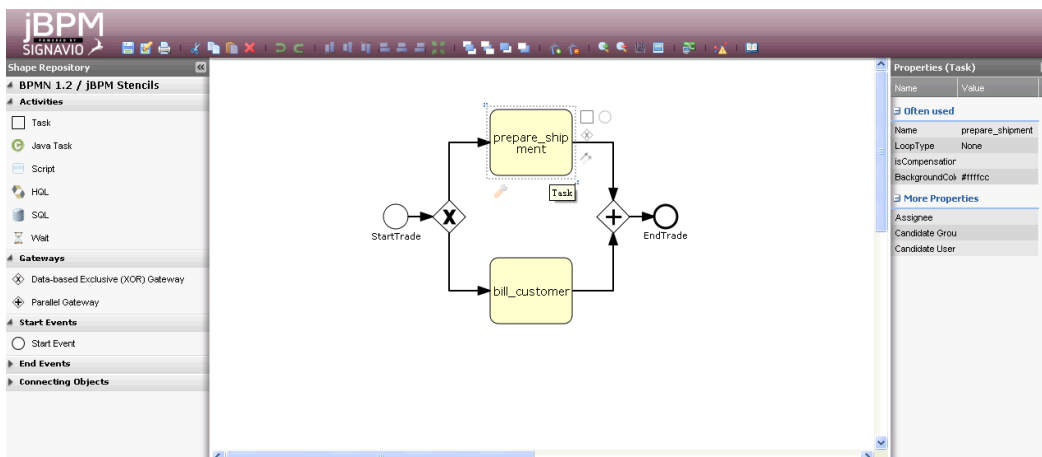 jBPM
POWERED BY
SIGNAVIO
Shape Repository
BPMN 1.2 / jBPM Stencils
Activities
Task
Java Task
Script
HQL
SQL
Wait
Gateways
Data-based Exclusive (XOR) Gateway
Parallel Gateway
Start Events
Start Event
End Events
Connecting Objects
prepare_ship
ment
Task
StartTrade
X
EndTrade
bill_customer
Properties (Task)
Name Value
Often used
Name prepare_shipment
LoopType None
isCompensation
BackgroundCol #ffffcc
More Properties
Assignee
Candidate Grou
Candidate User